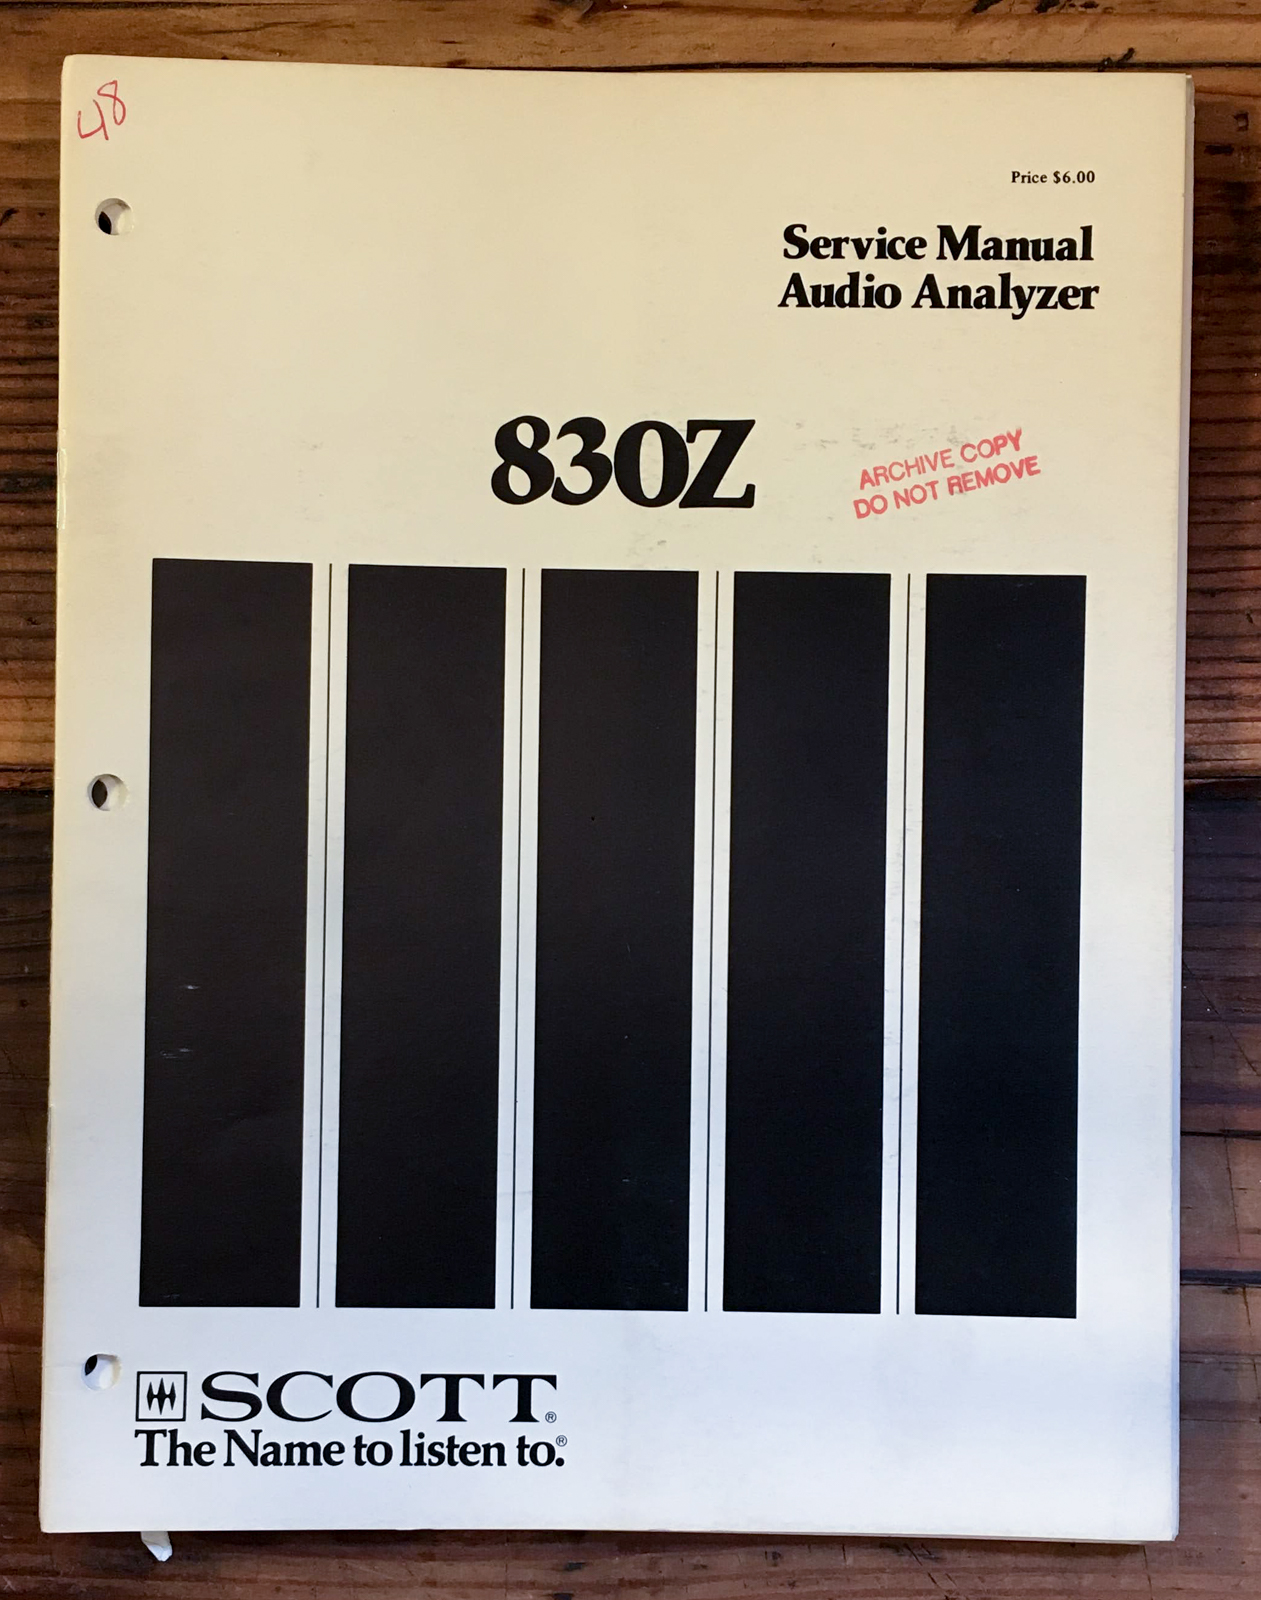 48
Price $6.00
Service Manual
Audio Analyzer
830Z
ARCHIVE COPY
DO NOT REMOVE
SCOTT®
The Name to listen to.®